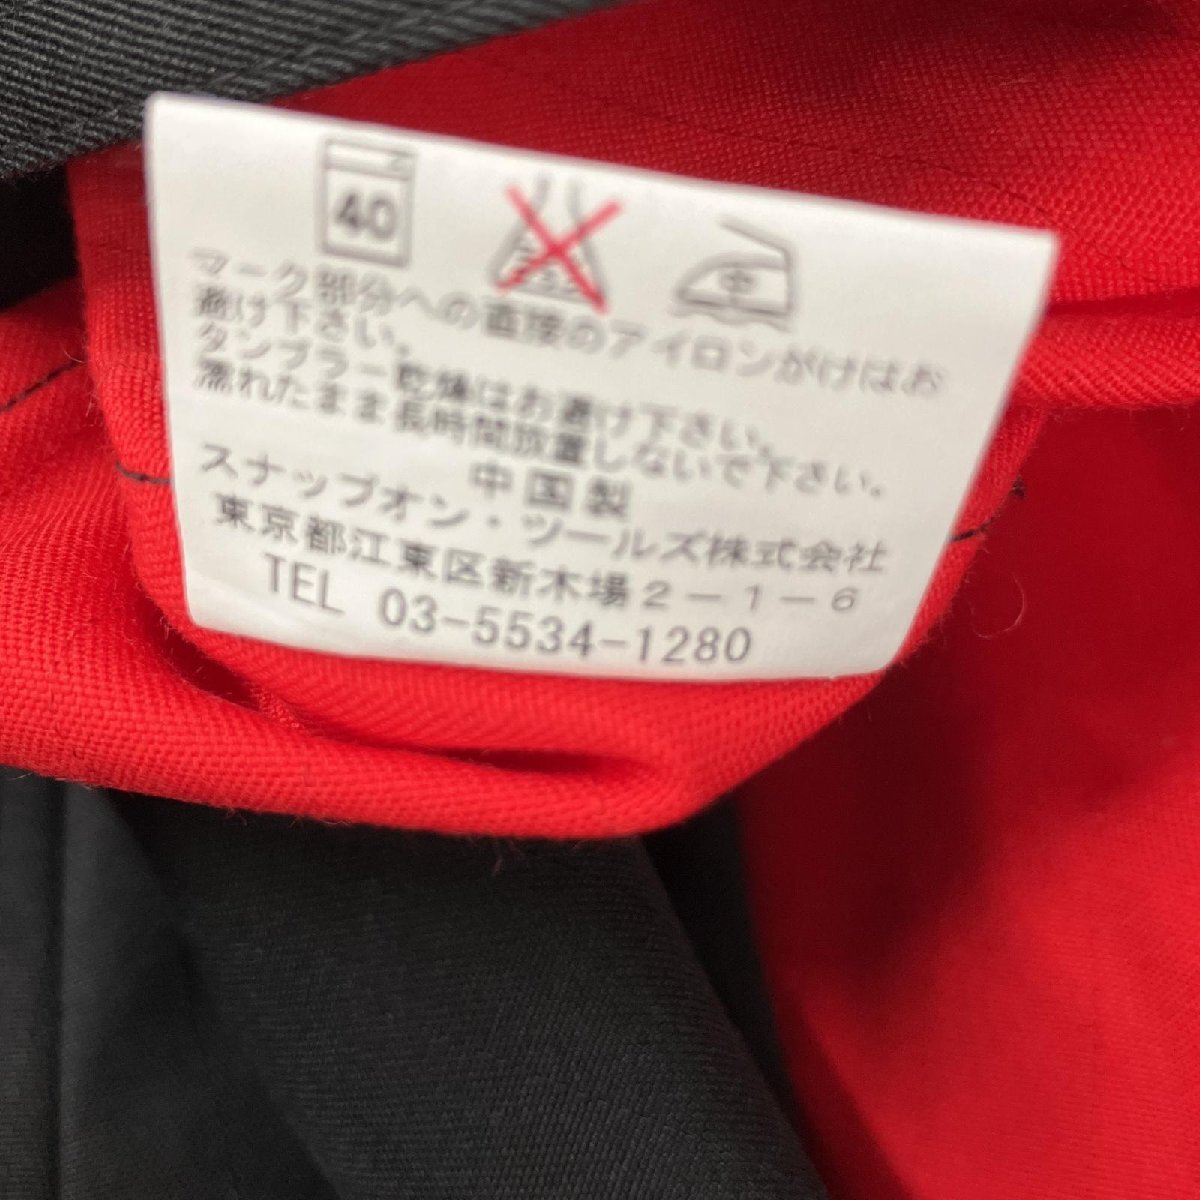 40
中
マーク部分への直接のアイロンがけはお
避け下さい。
タンブラー乾燥はお避け下さい。
濡れたまま長時間放置しないで下さい。
中国製
スナップオン・ツールズ株式会社
東京都江東区新木場2-1-6
TEL 03-5534-1280